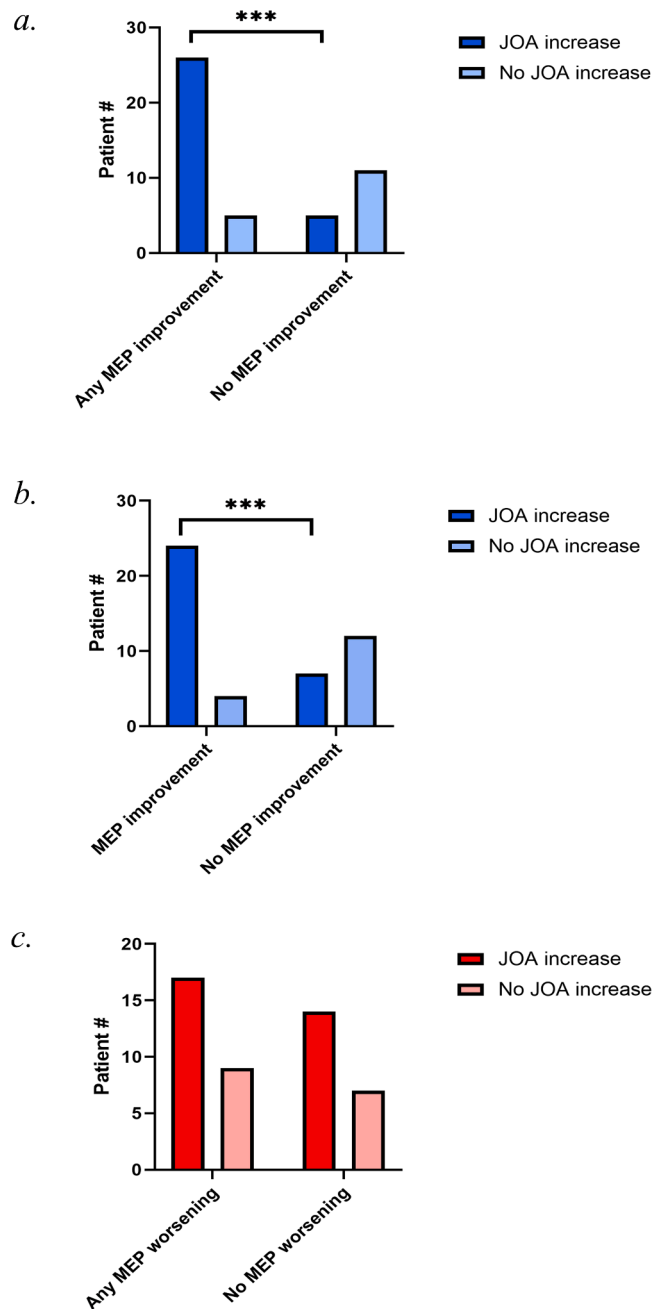 a.
***
JOA increase
No JOA increase
Patient #
30
20
10
0
Any MEP improvement
No MEP improvement
b.
***
JOA increase
No JOA increase
Patient #
30
20
10
0
MEP improvement
No MEP improvement
c.
JOA increase
No JOA increase
Patient #
20
15
10
5
0
Any MEP worsening
No MEP worsening